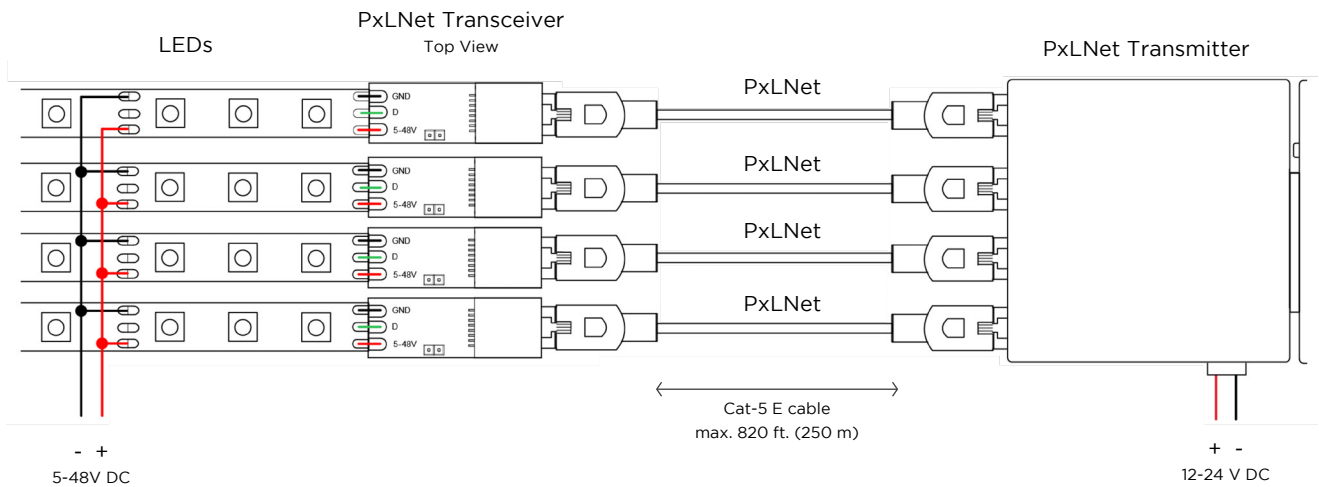 PxLNet Transceiver
Top View
LEDs
PxLNet Transmitter
PxLNet
GND
D
5-48V
PxLNet
GND
D
5-48V
PxLNet
GND
D
5-48V
PxLNet
GND
D
5-48V
Cat-5 E cable
max. 820 ft. (250 m)
- +
5-48V DC
+ -
12-24 V DC